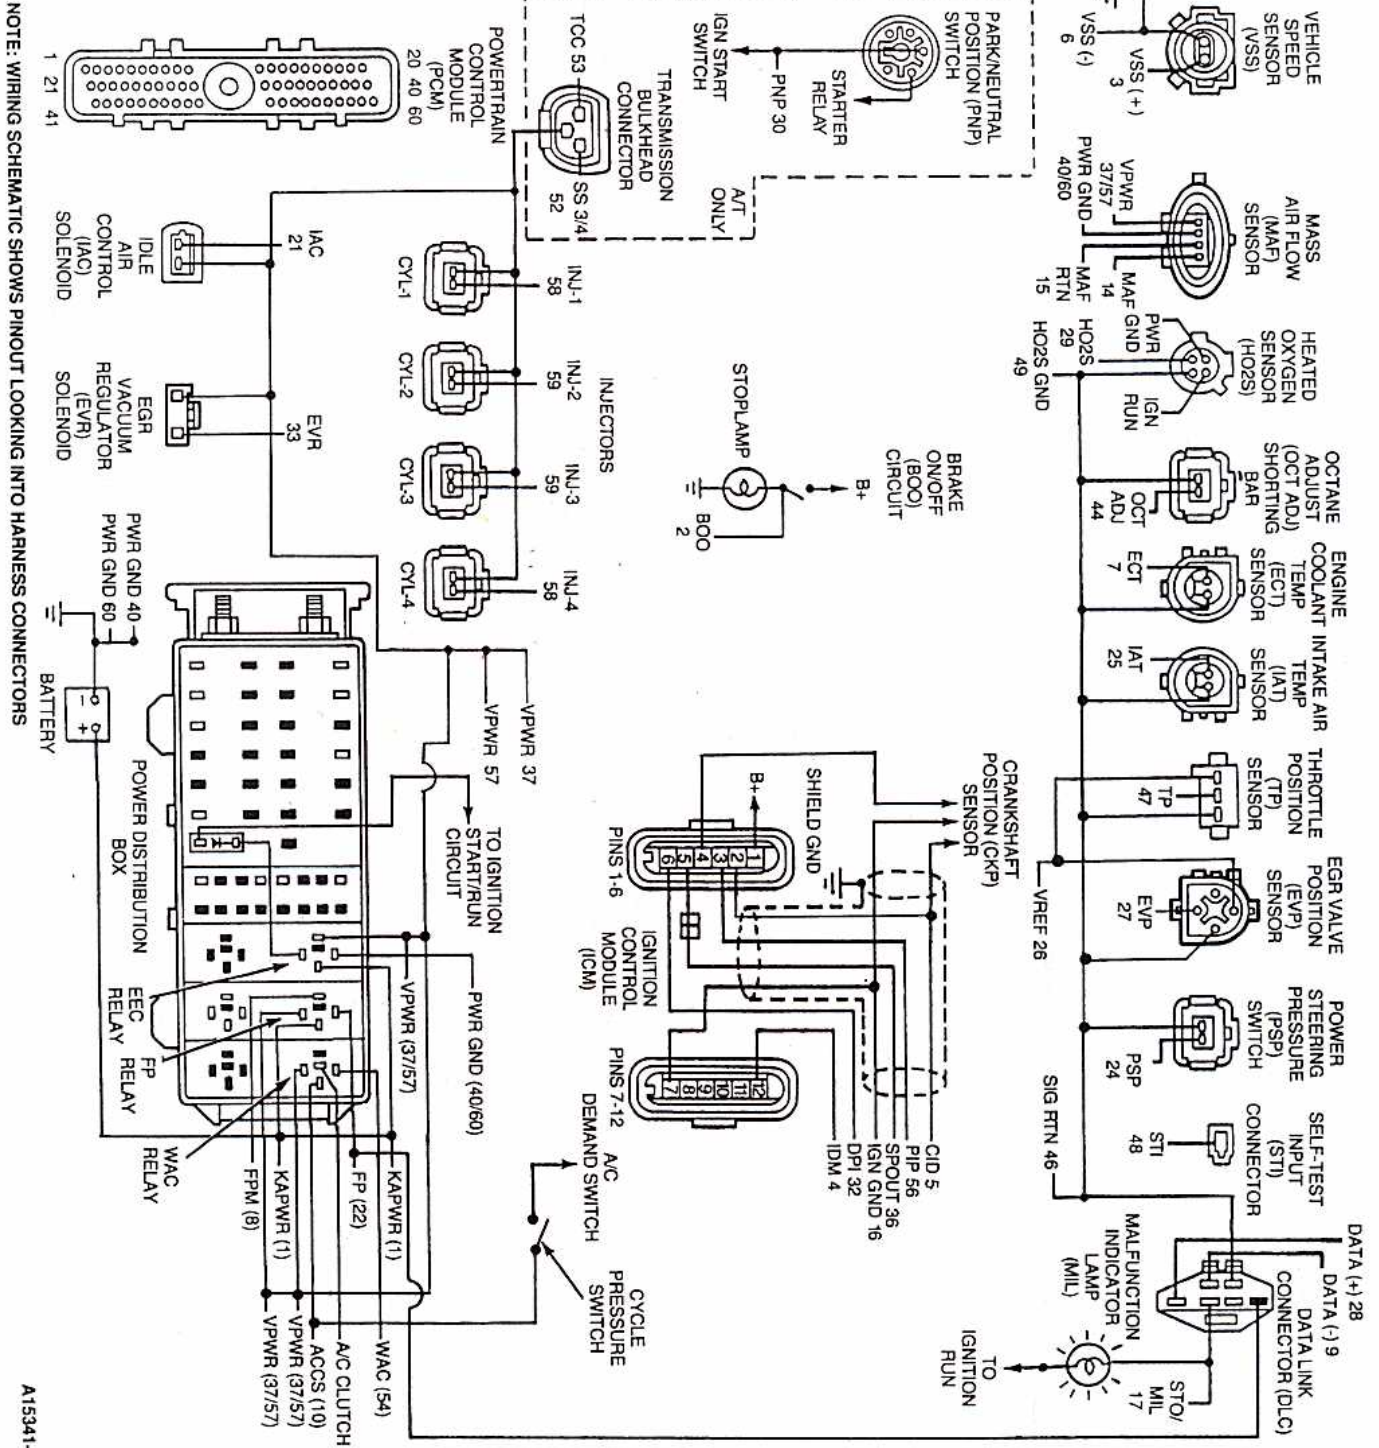 VEHICLE
SPEED
SENSOR
(VSS)
VSS (-)
6
VSS (+)
3
MASS
AIR FLOW
(MAF)
SENSOR
VPWR
37/57
PWR GND
40/60
MAF
14
MAF
RTN
15
HEATED
OXYGEN
SENSOR
(HO2S)
PWR
GND
HO2S
29
HO2S GND
49
IGN
RUN
OCTANE
ADJUST
(OCT ADJ)
SHORTING
BAR
OCT
ADJ
44
ENGINE
COOLANT
TEMP
(ECT)
SENSOR
ECT
7
INTAKE AIR
TEMP
(IAT)
SENSOR
IAT
25
THROTTLE
POSITION
(TP)
SENSOR
TP
47
VREF 26
EGR VALVE
POSITION
(EVP)
SENSOR
EVP
27
POWER
STEERING
PRESSURE
(PSP)
SWITCH
PSP
24
SIG RTN 46
SELF-TEST
INPUT
(STI)
CONNECTOR
STI
48
DATA (+) 28
DATA (-) 9
DATA LINK
CONNECTOR (DLC)
MALFUNCTION
INDICATOR
LAMP
(MIL)
STO/
MIL
17
TO
IGNITION
RUN
PARK/NEUTRAL
POSITION (PNP)
SWITCH
STARTER
RELAY
PNP 30
IGN START
SWITCH
A/T
ONLY
TRANSMISSION
BULKHEAD
CONNECTOR
TCC 53
SS 3/4
52
BRAKE
ON/OFF
(BOO)
CIRCUIT
B+
STOPLAMP
BOO
2
CRANKSHAFT
POSITION (CKP)
SENSOR
SHIELD GND
B+
1
2
3
4
5
6
PINS 1-6
IGNITION
CONTROL
MODULE
(ICM)
7
8
9
10
11
12
PINS 7-12
CID 5
PIP 56
SPOUT 36
IGN GND 16
DPI 32
IDM 4
POWERTRAIN
CONTROL
MODULE
(PCM)
20 40 60
1 21 41
INJECTORS
INJ-1
58
CYL-1
INJ-2
59
CYL-2
INJ-3
59
CYL-3
INJ-4
58
CYL-4
IAC
21
IDLE
AIR
CONTROL
(IAC)
SOLENOID
EVR
33
EGR
VACUUM
REGULATOR
(EVR)
SOLENOID
VPWR 37
VPWR 57
TO IGNITION
START/RUN
CIRCUIT
PWR GND 40
PWR GND 60
- +
BATTERY
POWER DISTRIBUTION
BOX
EEC
RELAY
FP
RELAY
WAC
RELAY
PWR GND (40/60)
VPWR (37/57)
KAPWR (1)
FP (22)
KAPWR (1)
FPM (8)
A/C
DEMAND SWITCH
CYCLE
PRESSURE
SWITCH
WAC (54)
A/C CLUTCH
ACCS (10)
VPWR (37/57)
VPWR (37/57)
NOTE: WIRING SCHEMATIC SHOWS PINOUT LOOKING INTO HARNESS CONNECTORS
A15341-